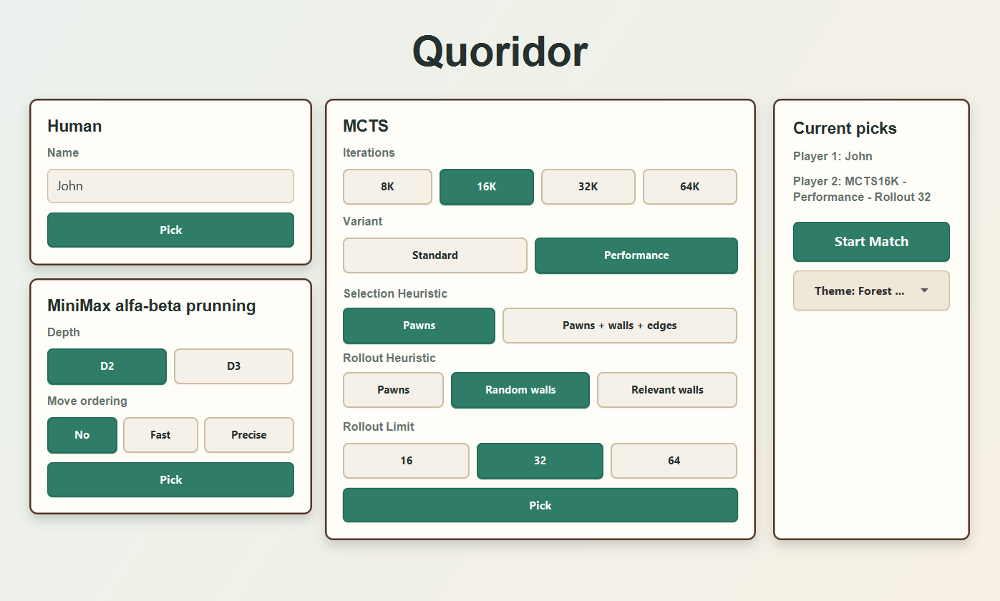 Quoridor
Human
Name
John
Pick
MiniMax alfa-beta prunning
Depth
D2
D3
Move ordering
No
Fast
Precise
Pick
MCTS
Iterations
8K
16K
32K
64K
Variant
Standard
Performance
Selection Heuristic
Pawns
Pawns + walls + edges
Rollout Heuristic
Pawns
Random walls
Relevant walls
Rollout Limit
16
32
64
Pick
Current picks
Player 1: John
Player 2: MCTS16K -
Performance - Rollout 32
Start Match
Theme: Forest ...